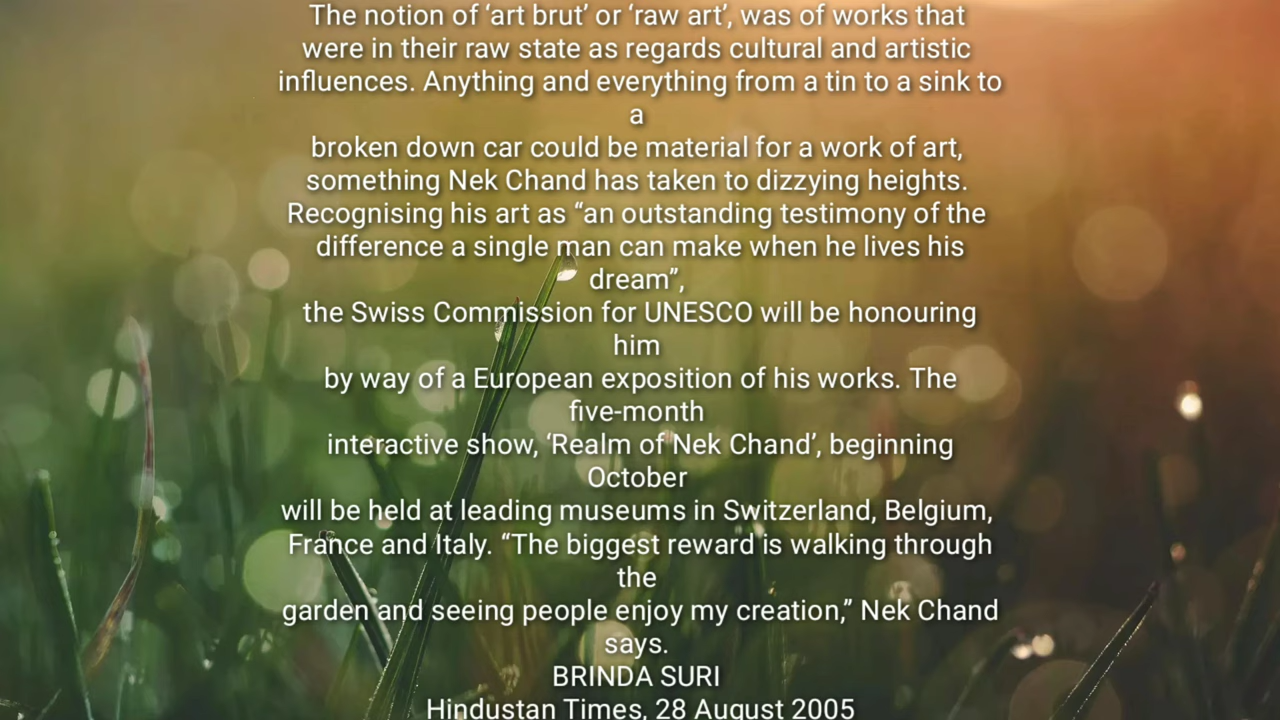 The notion of ‘art brut’ or ‘raw art’, was of works that
were in their raw state as regards cultural and artistic
influences. Anything and everything from a tin to a sink to
a
broken down car could be material for a work of art,
something Nek Chand has taken to dizzying heights.
Recognising his art as “an outstanding testimony of the
difference a single man can make when he lives his
dream”,
the Swiss Commission for UNESCO will be honouring
him
by way of a European exposition of his works. The
five-month
interactive show, ‘Realm of Nek Chand’, beginning
October
will be held at leading museums in Switzerland, Belgium,
France and Italy. “The biggest reward is walking through
the
garden and seeing people enjoy my creation,” Nek Chand
says.
BRINDA SURI
Hindustan Times, 28 August 2005